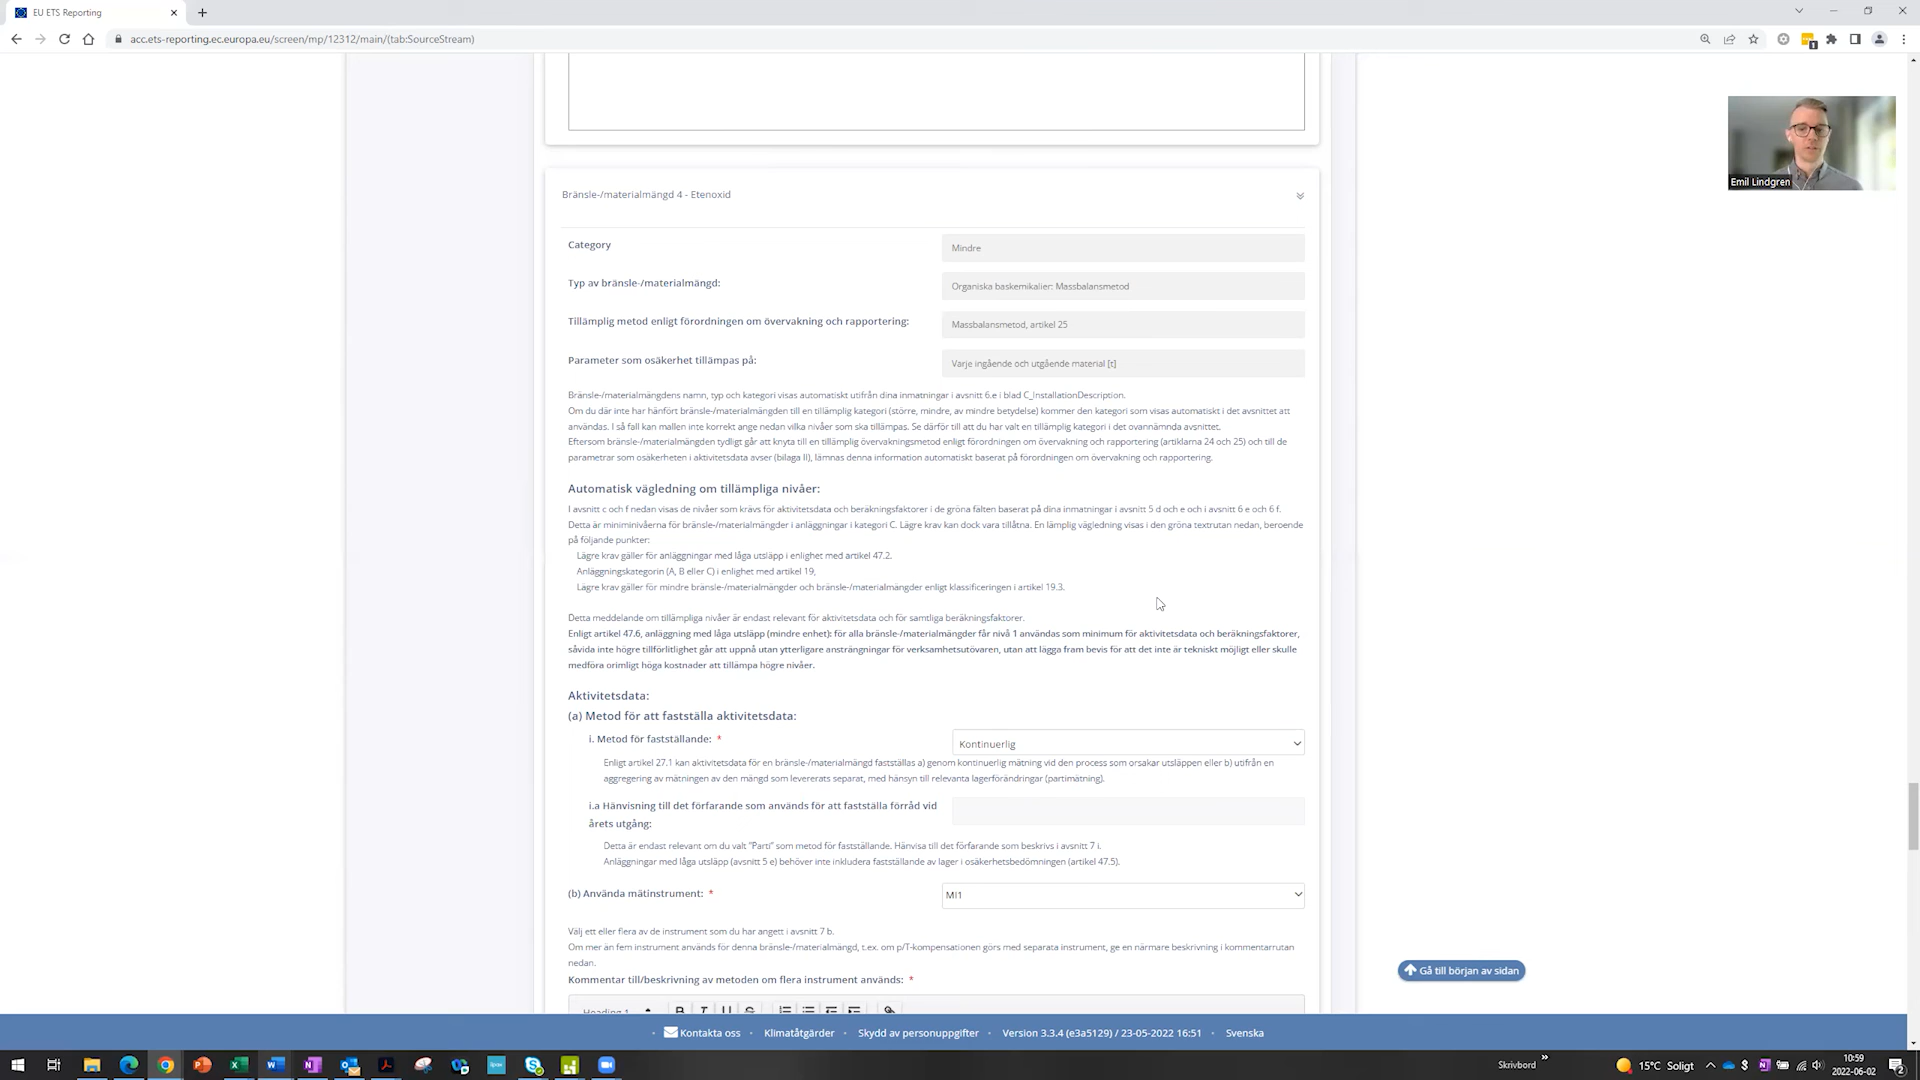 EU ETS Reporting
acc.ets-reporting.ec.europa.eu/screen/mp/12312/main/(tab:SourceStream)
Emil Lindgren
Bränsle-/materialmängd 4 - Etenoxid
Category
Mindre
Typ av bränsle-/materialmängd:
Organiska baskemikalier: Massbalansmetod
Tillämplig metod enligt förordningen om övervakning och rapportering:
Massbalansmetod, artikel 25
Parameter som osäkerhet tillämpas på:
Varje ingående och utgående material [t]
Bränsle-/materialmängdens namn, typ och kategori visas automatiskt utifrån dina inmatningar i avsnitt 6.e i blad C_InstallationDescription.
Om du där inte har hänfört bränsle-/materialmängden till en tillämplig kategori (större, mindre, av mindre betydelse) kommer den kategori som visas automatiskt i det avsnittet att
användas. I så fall kan mallen inte korrekt ange nedan vilka nivåer som ska tillämpas. Se därför till att du har valt en tillämplig kategori i det ovannämnda avsnittet.
Eftersom bränsle-/materialmängden tydligt går att knyta till en tillämplig övervakningsmetod enligt förordningen om övervakning och rapportering (artiklarna 24 och 25) och till de
parametrar som osäkerheten i aktivitetsdata avser (bilaga II), lämnas denna information automatiskt baserat på förordningen om övervakning och rapportering.
Automatisk vägledning om tillämpliga nivåer:
I avsnitt c och f nedan visas de nivåer som krävs för aktivitetsdata och beräkningsfaktorer i de gröna fälten baserat på dina inmatningar i avsnitt 5 d och e och i avsnitt 6 e och 6 f.
Detta är miniminivåerna för bränsle-/materialmängder i anläggningar i kategori C. Lägre krav kan dock vara tillåtna. En lämplig vägledning visas i den gröna textrutan nedan, beroende
på följande punkter:
Lägre krav gäller för anläggningar med låga utsläpp i enlighet med artikel 47.2.
Anläggningskategorin (A, B eller C) i enlighet med artikel 19,
Lägre krav gäller för mindre bränsle-/materialmängder och bränsle-/materialmängder enligt klassificeringen i artikel 19.3.
Detta meddelande om tillämpliga nivåer är endast relevant för aktivitetsdata och för samtliga beräkningsfaktorer.
Enligt artikel 47.6, anläggning med låga utsläpp (mindre enhet): för alla bränsle-/materialmängder får nivå 1 användas som minimum för aktivitetsdata och beräkningsfaktorer,
såvida inte högre tillförlitlighet går att uppnå utan ytterligare ansträngningar för verksamhetsutövaren, utan att lägga fram bevis för att det inte är tekniskt möjligt eller skulle
medföra orimligt höga kostnader att tillämpa högre nivåer.
Aktivitetsdata:
(a) Metod för att fastställa aktivitetsdata:
i. Metod för fastställande: *
Kontinuerlig
Enligt artikel 27.1 kan aktivitetsdata för en bränsle-/materialmängd fastställas a) genom kontinuerlig mätning vid den process som orsakar utsläppen eller b) utifrån en
aggregering av mätningen av den mängd som levererats separat, med hänsyn till relevanta lagerförändringar (partimätning).
i.a Hänvisning till det förfarande som används för att fastställa förråd vid
årets utgång:
Detta är endast relevant om du valt "Parti" som metod för fastställande. Hänvisa till det förfarande som beskrivs i avsnitt 7 i.
Anläggningar med låga utsläpp (avsnitt 5 e) behöver inte inkludera fastställande av lager i osäkerhetsbedömningen (artikel 47.5).
(b) Använda mätinstrument: *
MI1
Välj ett eller flera av de instrument som du har angett i avsnitt 7 b.
Om mer än fem instrument används för denna bränsle-/materialmängd, t.ex. om p/T-kompensationen görs med separata instrument, ge en närmare beskrivning i kommentarrutan
nedan.
Gå till början av sidan
Kommentar till/beskrivning av metoden om flera instrument används: *
Heading 1 B I U S
Kontakta oss Klimatåtgärder Skydd av personuppgifter Version 3.3.4 (e3a5129) / 23-05-2022 16:51 Svenska
Skrivbord
15°C Soligt
10:59
2022-06-02